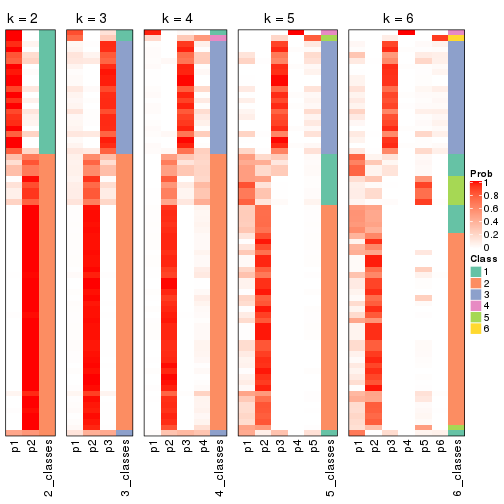 k = 2
k = 3
k = 4
k = 5
k = 6
Prob
1
0.8
0.6
0.4
0.2
0
Class
1
2
3
4
5
6
p1
p2
2_classes
p1
p2
p3
3_classes
p1
p2
p3
p4
4_classes
p1
p2
p3
p4
p5
5_classes
p1
p2
p3
p4
p5
p6
6_classes